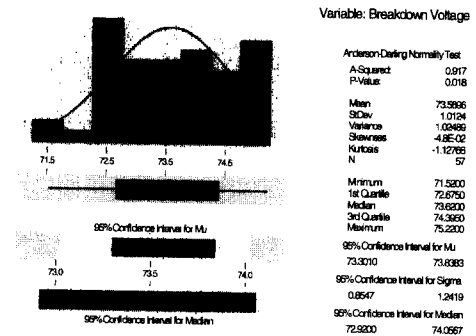 Variable: Breakdown Voltage
71.5 72.5 73.5 74.5
95% Confidence Interval for Mu
73.0 73.5 74.0
95% Confidence Interval for Median
Anderson-Darling Normality Test
A-Squared: 0.917
P-Value: 0.018
Mean 73.5696
StDev 1.0124
Variance 1.02489
Skewness -4.8E-02
Kurtosis -1.12766
N 57
Minimum 71.5200
1st Quartile 72.6750
Median 73.6200
3rd Quartile 74.3950
Maximum 75.2200
95% Confidence Interval for Mu
73.3010 73.8383
95% Confidence Interval for Sigma
0.8547 1.2419
95% Confidence Interval for Median
72.9200 74.0567